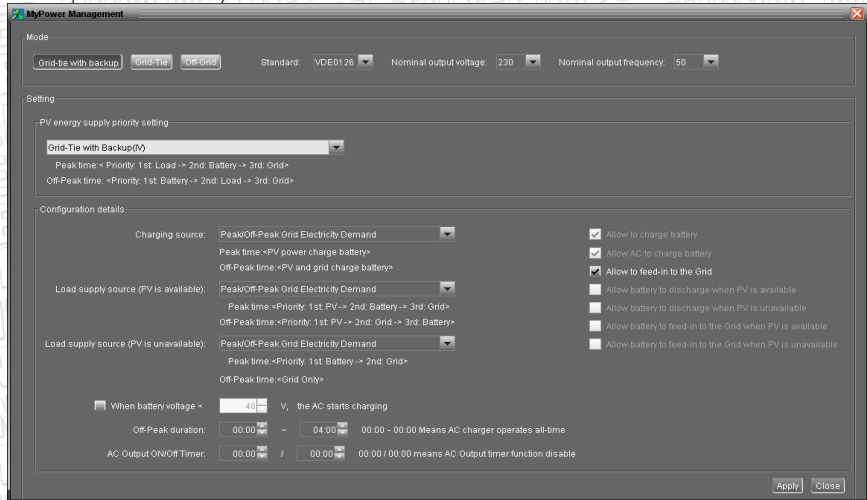 MyPower Management
Mode
Grid-tie with backup Grid-Tie Off-Grid Standard: VDE0126 Nominal output voltage: 230 Nominal output frequency: 50
Setting
PV energy supply priority setting
Grid-Tie with Backup(IV)
Peak time:< Priority: 1st: Load -> 2nd: Battery -> 3rd: Grid>
Off-Peak time: <Priority: 1st: Battery -> 2nd: Load -> 3rd: Grid>
Configuration details
Charging source: Peak/Off-Peak Grid Electricity Demand
Peak time:<PV power charge battery>
Off-Peak time:<PV and grid charge battery>
Load supply source (PV is available): Peak/Off-Peak Grid Electricity Demand
Peak time:<Priority: 1st: PV -> 2nd: Battery -> 3rd: Grid>
Off-Peak time:<Priority: 1st: PV -> 2nd: Grid -> 3rd: Battery>
Load supply source (PV is unavailable): Peak/Off-Peak Grid Electricity Demand
Peak time:<Priority: 1st: Battery -> 2nd: Grid>
Off-Peak time:<Grid Only>
When battery voltage < 48 V, the AC starts charging
Off-Peak duration: 00:00 ~ 04:00 00:00 - 00:00 Means AC charger operates all-time
AC Output ON/Off Timer: 00:00 / 00:00 00:00 / 00:00 means AC Output timer function disable
Allow to charge battery
Allow AC to charge battery
Allow to feed-in to the Grid
Allow battery to discharge when PV is available
Allow battery to discharge when PV is unavailable
Allow battery to feed-in to the Grid when PV is available
Allow battery to feed-in to the Grid when PV is unavailable
Apply Close